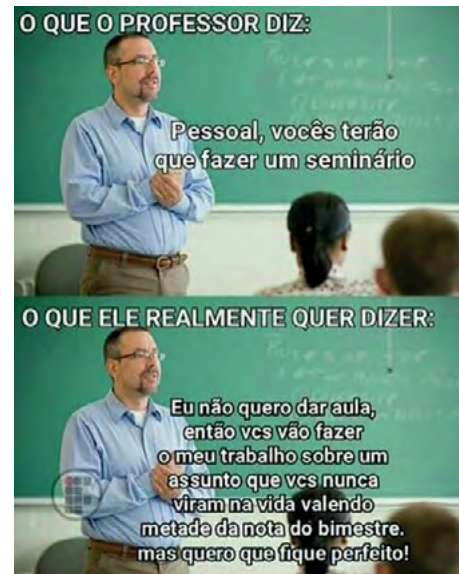 O QUE O PROFESSOR DIZ:
Pessoal, vocês terão
que fazer um seminário
O QUE ELE REALMENTE QUER DIZER:
Eu não quero dar aula,
então vcs vão fazer
o meu trabalho sobre um
assunto que vcs nunca
viram na vida valendo
metade da nota do bimestre.
mas quero que fique perfeito!